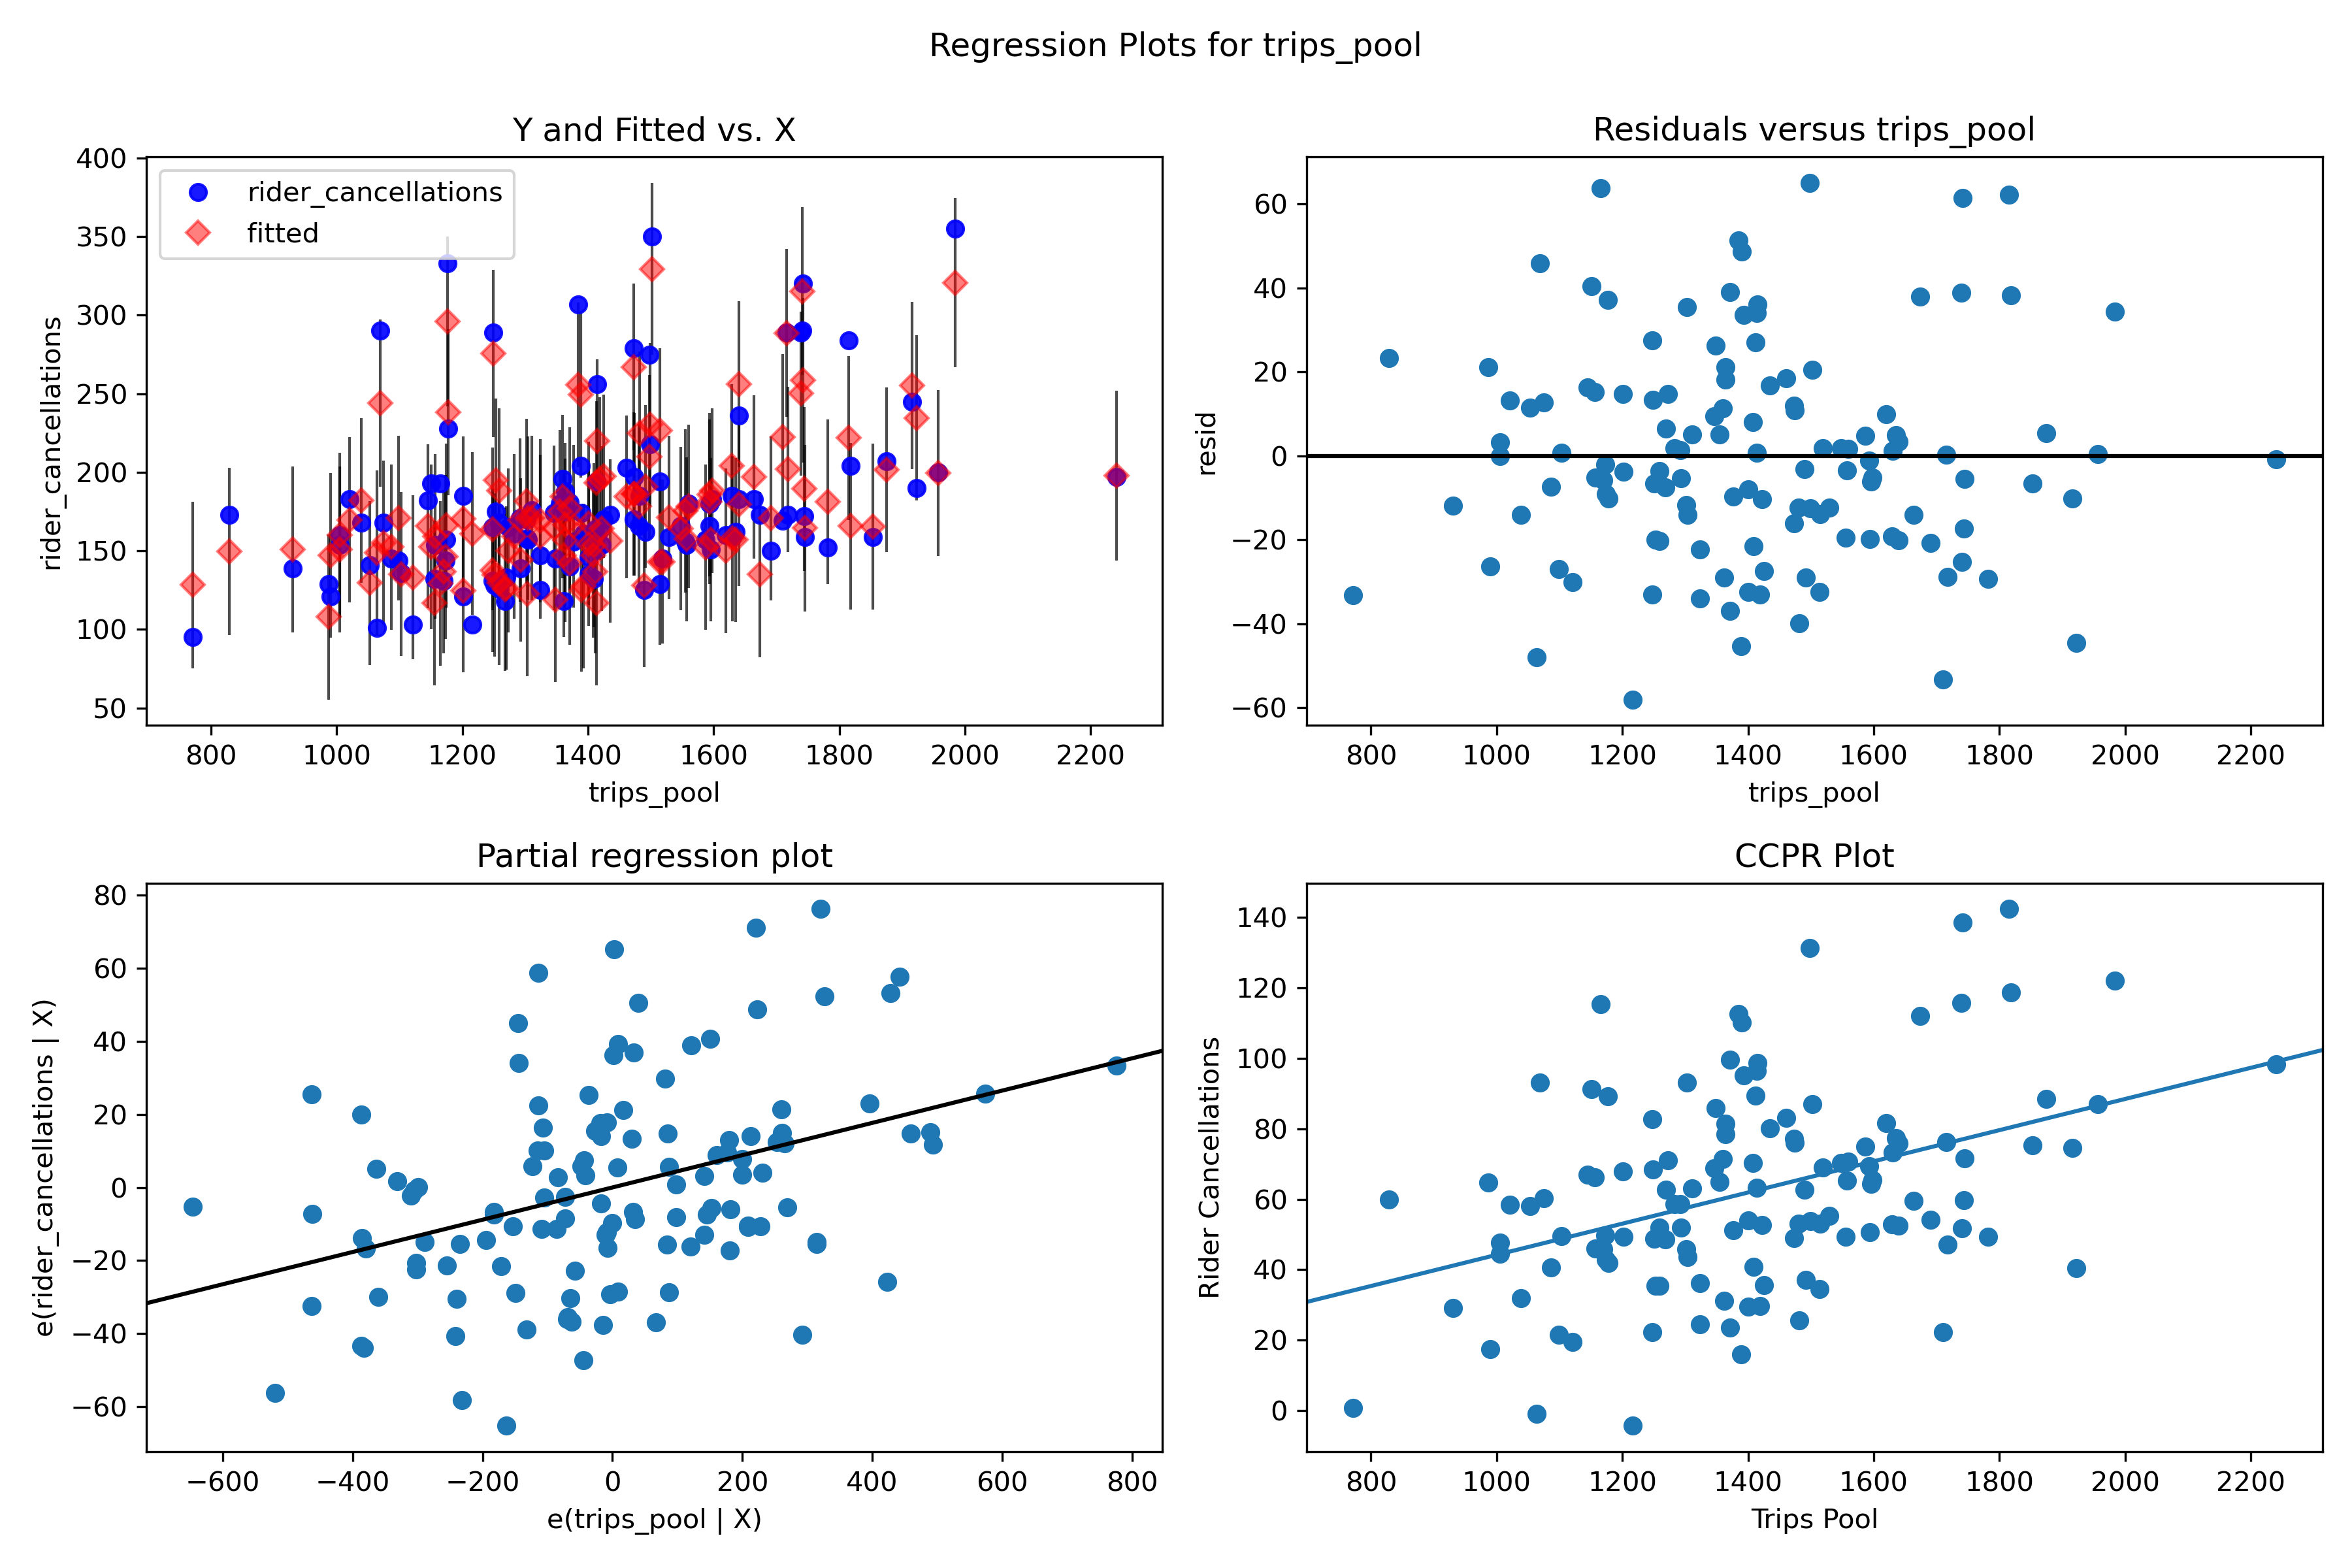 Regression Plots for trips_pool
Y and Fitted vs. X
400
350
300
250
200
150
100
50
rider_cancellations
rider_cancellations
fitted
800 1000 1200 1400 1600 1800 2000 2200
trips_pool
Residuals versus trips_pool
60
40
20
0
−20
−40
−60
resid
800 1000 1200 1400 1600 1800 2000 2200
trips_pool
Partial regression plot
80
60
40
20
0
−20
−40
−60
e(rider_cancellations | X)
−600 −400 −200 0 200 400 600 800
e(trips_pool | X)
CCPR Plot
140
120
100
80
60
40
20
0
Rider Cancellations
800 1000 1200 1400 1600 1800 2000 2200
Trips Pool